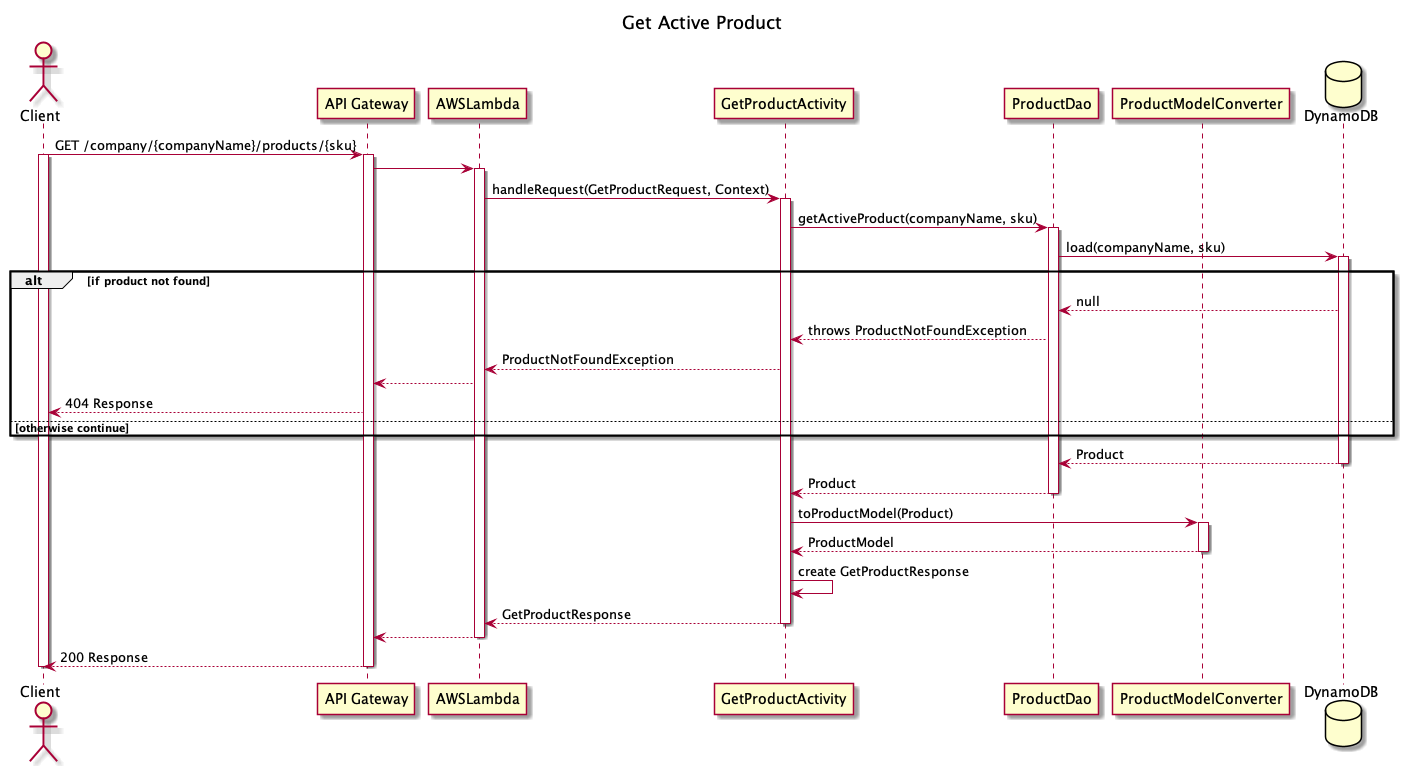 Get Active Product
Client
API Gateway
AWSLambda
GetProductActivity
ProductDao
ProductModelConverter
DynamoDB
GET /company/{companyName}/products/{sku}
handleRequest(GetProductRequest, Context)
getActiveProduct(companyName, sku)
load(companyName, sku)
alt
[if product not found]
null
throws ProductNotFoundException
ProductNotFoundException
404 Response
[otherwise continue]
Product
Product
toProductModel(Product)
ProductModel
create GetProductResponse
GetProductResponse
200 Response
Client
API Gateway
AWSLambda
GetProductActivity
ProductDao
ProductModelConverter
DynamoDB